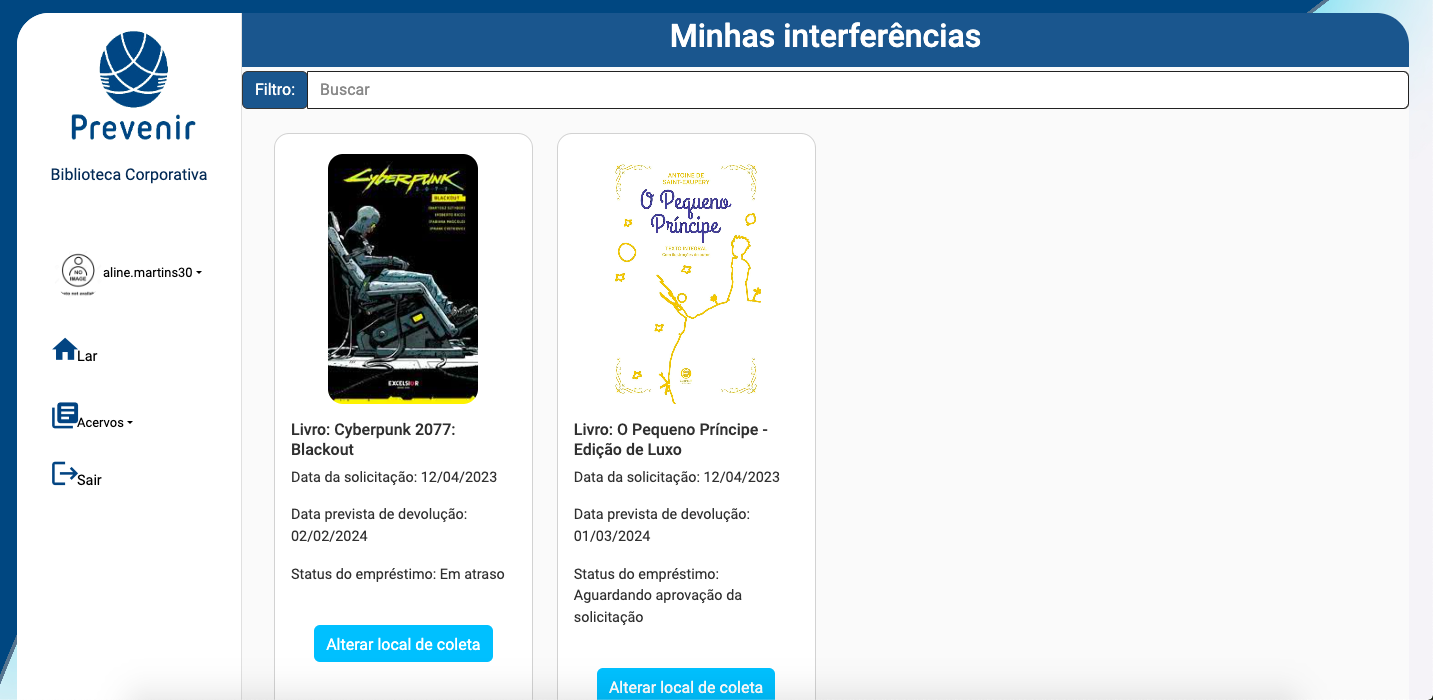 Minhas interferências
Prevenir
Biblioteca Corporativa
aline.martins30
Lar
Acervos
Sair
Filtro:
Buscar
CYBERPUNK
2077
BLACKOUT
EXCELSIOR
Livro: Cyberpunk 2077:
Blackout
Data da solicitação: 12/04/2023
Data prevista de devolução:
02/02/2024
Status do empréstimo: Em atraso
Alterar local de coleta
ANTOINE DE
SAINT-EXUPÉRY
O Pequeno
Príncipe
TEXTO INTEGRAL
Livro: O Pequeno Príncipe -
Edição de Luxo
Data da solicitação: 12/04/2023
Data prevista de devolução:
01/03/2024
Status do empréstimo:
Aguardando aprovação da
solicitação
Alterar local de coleta